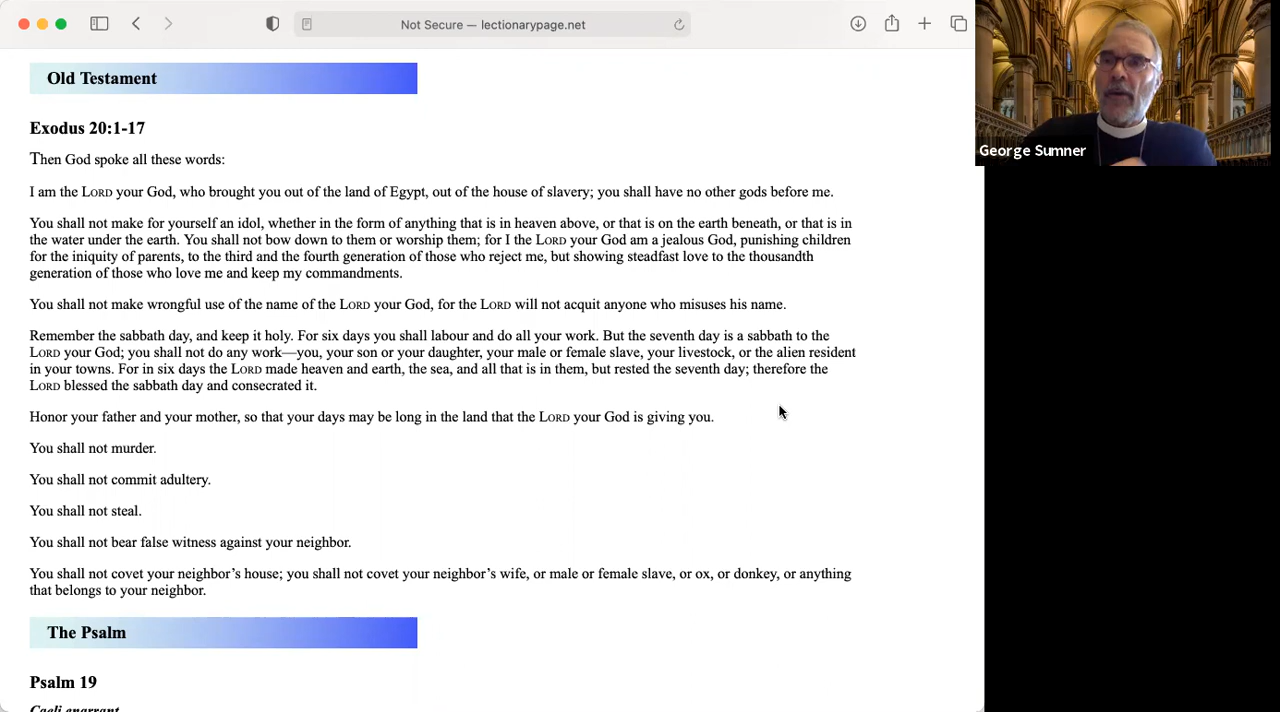 Not Secure — lectionarypage.net
Old Testament
Exodus 20:1-17
Then God spoke all these words:
I am the LORD your God, who brought you out of the land of Egypt, out of the house of slavery; you shall have no other gods before me.
You shall not make for yourself an idol, whether in the form of anything that is in heaven above, or that is on the earth beneath, or that is in
the water under the earth. You shall not bow down to them or worship them; for I the LORD your God am a jealous God, punishing children
for the iniquity of parents, to the third and the fourth generation of those who reject me, but showing steadfast love to the thousandth
generation of those who love me and keep my commandments.
You shall not make wrongful use of the name of the LORD your God, for the LORD will not acquit anyone who misuses his name.
Remember the sabbath day, and keep it holy. For six days you shall labour and do all your work. But the seventh day is a sabbath to the
LORD your God; you shall not do any work—you, your son or your daughter, your male or female slave, your livestock, or the alien resident
in your towns. For in six days the LORD made heaven and earth, the sea, and all that is in them, but rested the seventh day; therefore the
LORD blessed the sabbath day and consecrated it.
Honor your father and your mother, so that your days may be long in the land that the LORD your God is giving you.
You shall not murder.
You shall not commit adultery.
You shall not steal.
You shall not bear false witness against your neighbor.
You shall not covet your neighbor’s house; you shall not covet your neighbor’s wife, or male or female slave, or ox, or donkey, or anything
that belongs to your neighbor.
The Psalm
Psalm 19
Caeli enarrant
George Sumner